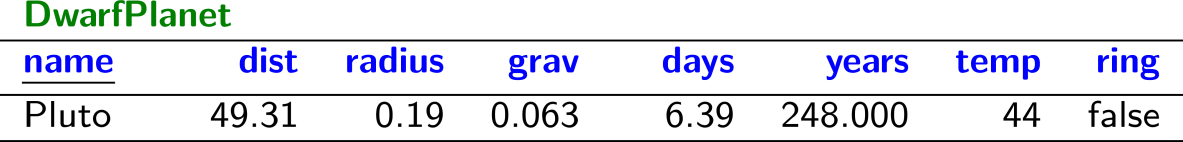 DwarfPlanet
name dist radius grav days years temp ring
Pluto 49.31 0.19 0.063 6.39 248.000 44 false